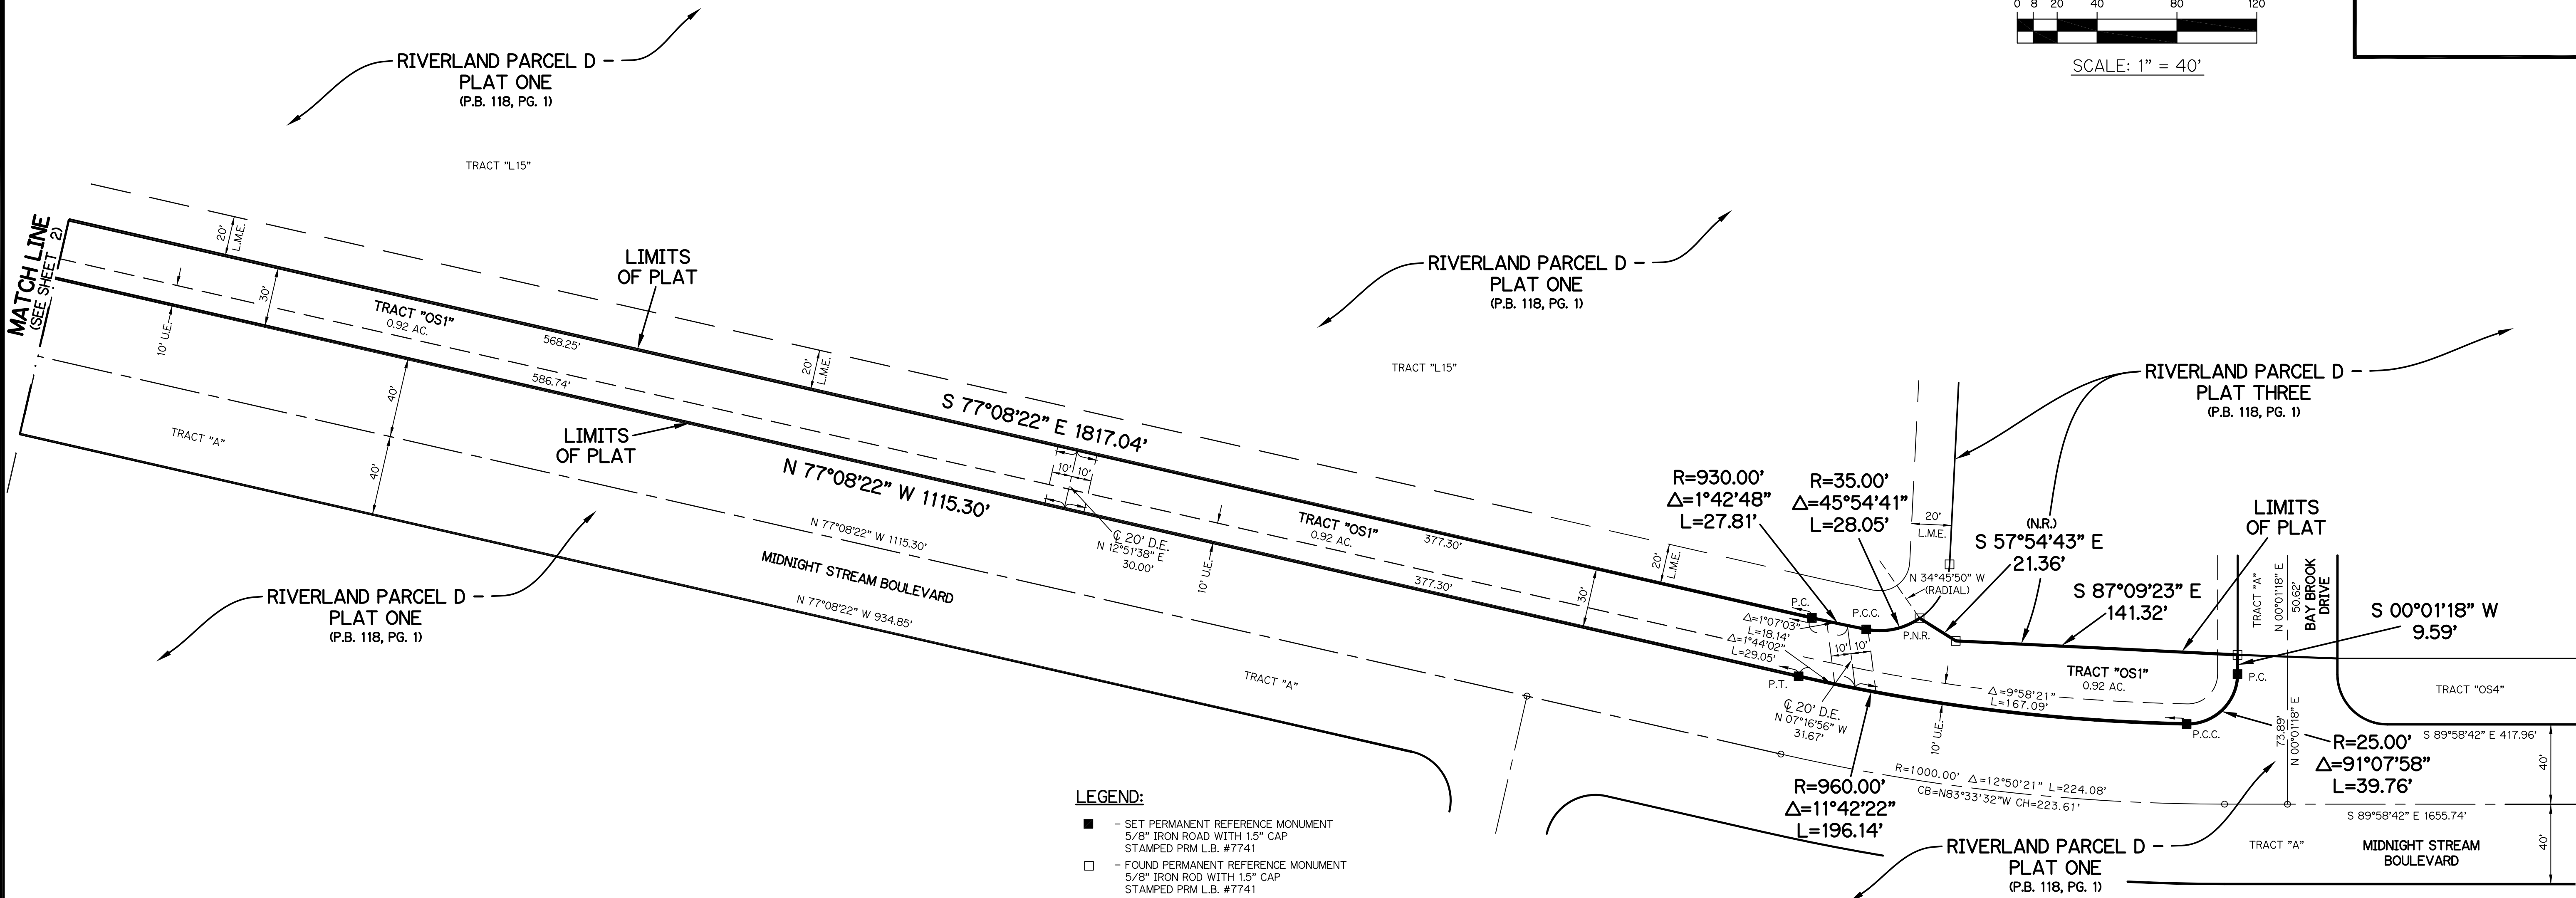 0 8 20 40 80 120
SCALE: 1" = 40'
RIVERLAND PARCEL D -
PLAT ONE
(P.B. 118, PG. 1)
TRACT "L15"
MATCH LINE
(SEE SHEET 2)
20'
L.M.E.
LIMITS
OF PLAT
30'
10' U.E.
TRACT "OS1"
0.92 AC.
568.25'
586.74'
20'
L.M.E.
40'
40'
TRACT "A"
LIMITS
OF PLAT
S 77°08'22" E 1817.04'
N 77°08'22" W 1115.30'
10' 10'
℄ 20' D.E.
N 12°51'38" E
30.00'
N 77°08'22" W 1115.30'
MIDNIGHT STREAM BOULEVARD
N 77°08'22" W 934.85'
RIVERLAND PARCEL D -
PLAT ONE
(P.B. 118, PG. 1)
RIVERLAND PARCEL D -
PLAT ONE
(P.B. 118, PG. 1)
TRACT "L15"
10' U.E.
TRACT "OS1"
0.92 AC.
377.30'
377.30'
30'
20'
L.M.E.
TRACT "A"
RIVERLAND PARCEL D -
PLAT THREE
(P.B. 118, PG. 1)
R=930.00'
Δ=1°42'48"
L=27.81'
R=35.00'
Δ=45°54'41"
L=28.05'
20'
L.M.E.
(N.R.)
S 57°54'43" E
21.36'
N 34°45'50" W
(RADIAL)
S 87°09'23" E
141.32'
LIMITS
OF PLAT
TRACT "A"
N 00°01'18" E
50.62'
BAY BROOK
DRIVE
S 00°01'18" W
9.59'
P.C.
P.C.C.
P.N.R.
Δ=1°07'03"
L=18.14'
Δ=1°44'02"
L=29.05'
10' 10'
P.T.
℄ 20' D.E.
N 07°16'56" W
31.67'
TRACT "OS1"
0.92 AC.
Δ=9°58'21"
L=167.09'
10' U.E.
P.C.
P.C.C.
TRACT "OS4"
73.89'
N 00°01'18" E
S 89°58'42" E 417.96'
R=25.00'
Δ=91°07'58"
L=39.76'
40'
40'
R=960.00'
Δ=11°42'22"
L=196.14'
R=1000.00' Δ=12°50'21" L=224.08'
CB=N83°33'32"W CH=223.61'
S 89°58'42" E 1655.74'
RIVERLAND PARCEL D -
PLAT ONE
(P.B. 118, PG. 1)
TRACT "A"
MIDNIGHT STREAM
BOULEVARD
LEGEND:
- SET PERMANENT REFERENCE MONUMENT
5/8" IRON ROAD WITH 1.5" CAP
STAMPED PRM L.B. #7741
- FOUND PERMANENT REFERENCE MONUMENT
5/8" IRON ROD WITH 1.5" CAP
STAMPED PRM L.B. #7741